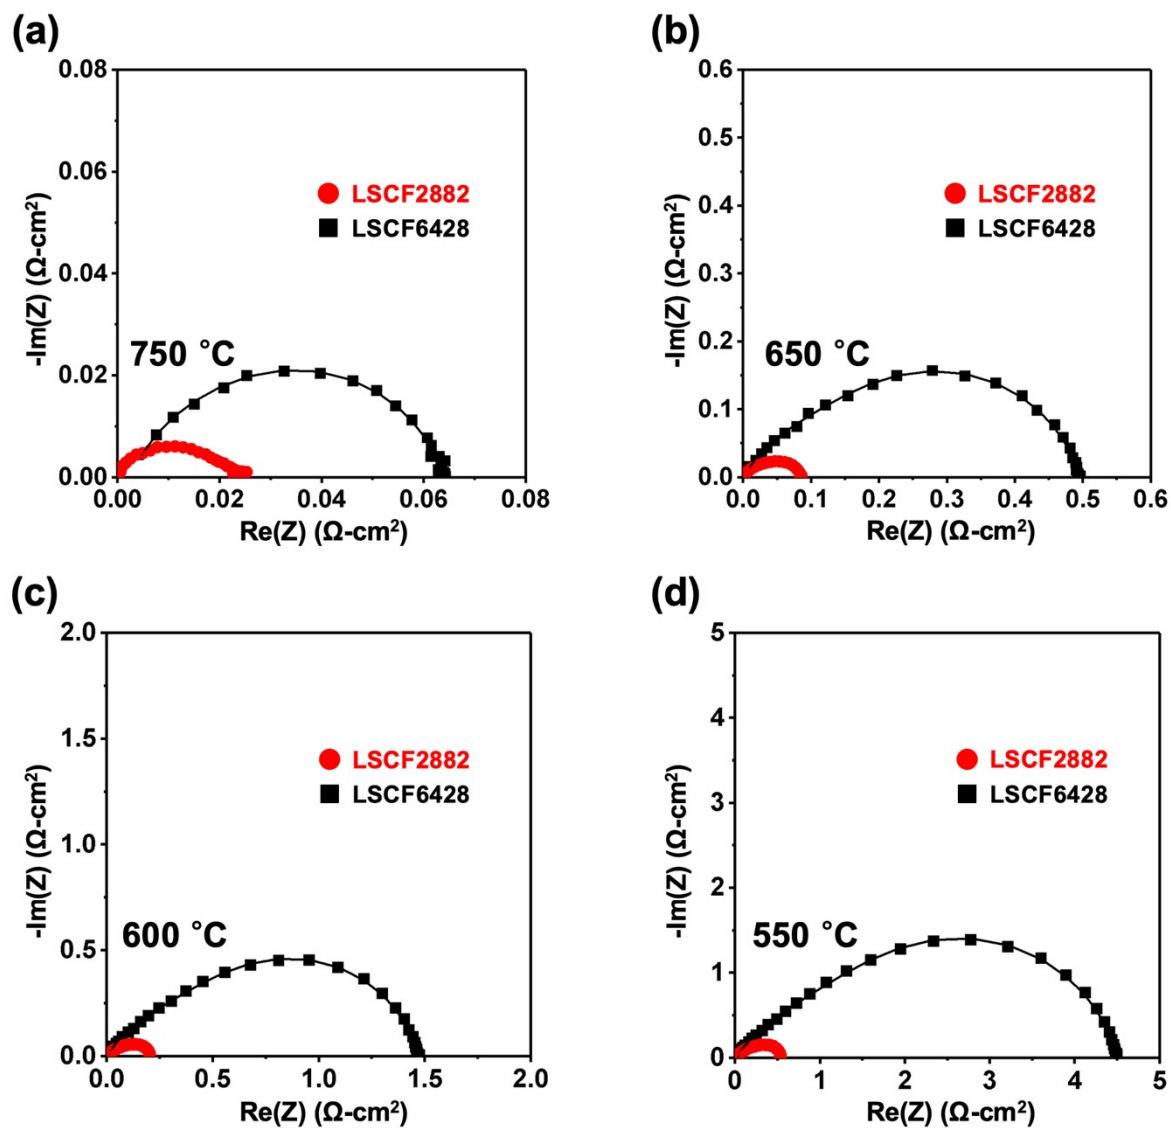 (a)
0.08
0.06
0.04
0.02
0.00
-Im(Z) (Ω-cm²)
LSCF2882
LSCF6428
750 °C
0.00 0.02 0.04 0.06 0.08
Re(Z) (Ω-cm²)
(b)
0.6
0.5
0.4
0.3
0.2
0.1
0.0
-Im(Z) (Ω-cm²)
LSCF2882
LSCF6428
650 °C
0.0 0.1 0.2 0.3 0.4 0.5 0.6
Re(Z) (Ω-cm²)
(c)
2.0
1.5
1.0
0.5
0.0
-Im(Z) (Ω-cm²)
LSCF2882
LSCF6428
600 °C
0.0 0.5 1.0 1.5 2.0
Re(Z) (Ω-cm²)
(d)
5
4
3
2
1
0
-Im(Z) (Ω-cm²)
LSCF2882
LSCF6428
550 °C
0 1 2 3 4 5
Re(Z) (Ω-cm²)